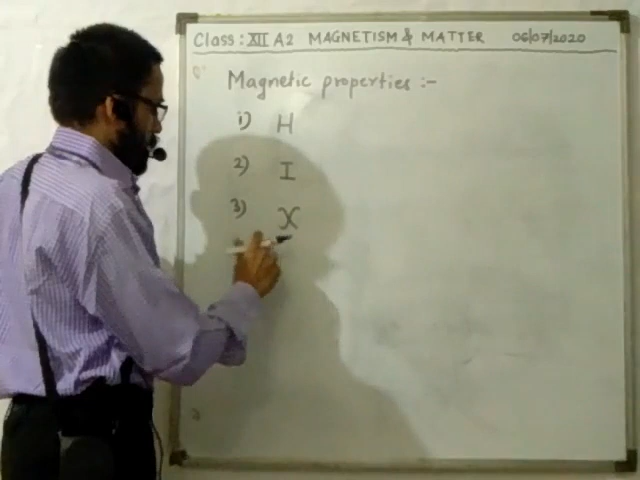 Class : XII A2 MAGNETISM & MATTER 06/07/2020
Magnetic properties :-
1) H
2) I
3) χ